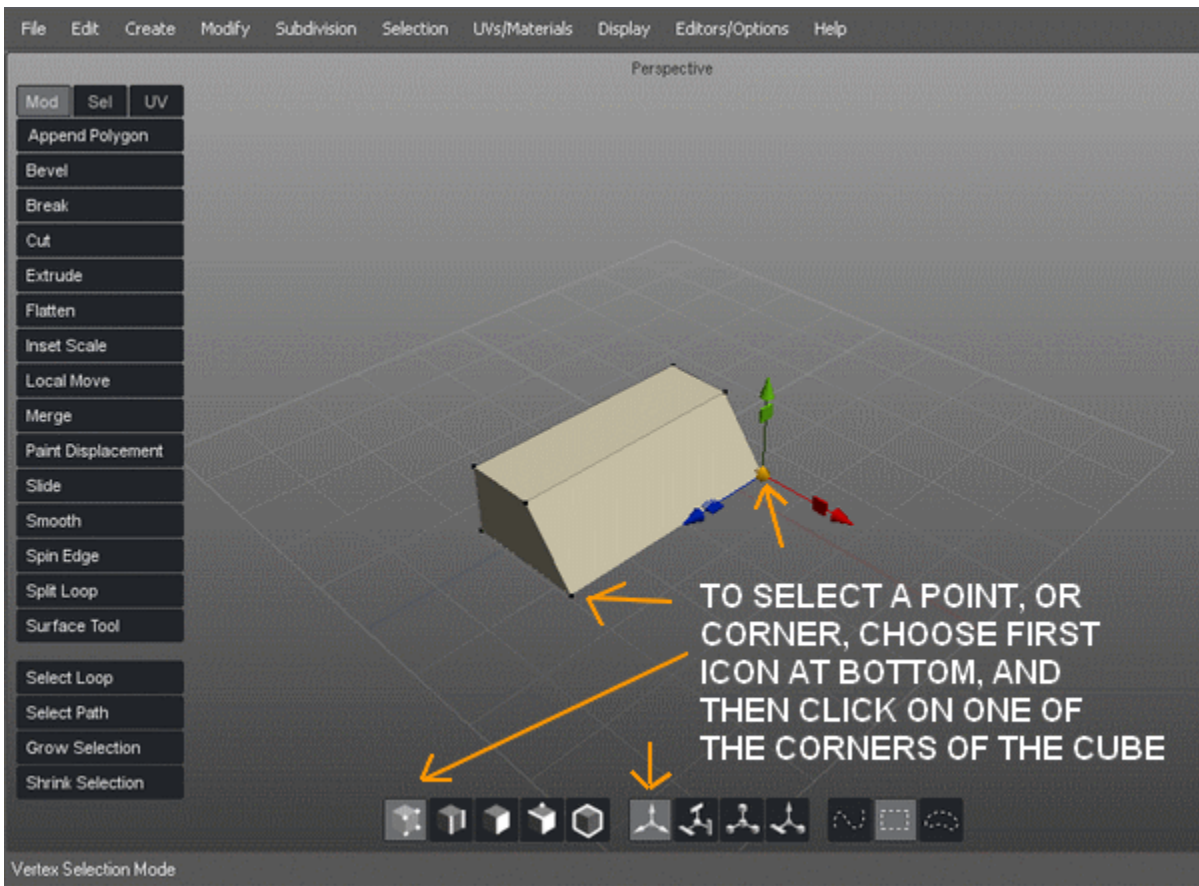 File Edit Create Modify Subdivision Selection UVs/Materials Display Editors/Options Help
Perspective
Mod Sel UV
Append Polygon
Bevel
Break
Cut
Extrude
Flatten
Inset Scale
Local Move
Merge
Paint Displacement
Slide
Smooth
Spin Edge
Split Loop
Surface Tool
Select Loop
Select Path
Grow Selection
Shrink Selection
TO SELECT A POINT, OR
CORNER, CHOOSE FIRST
ICON AT BOTTOM, AND
THEN CLICK ON ONE OF
THE CORNERS OF THE CUBE
Vertex Selection Mode